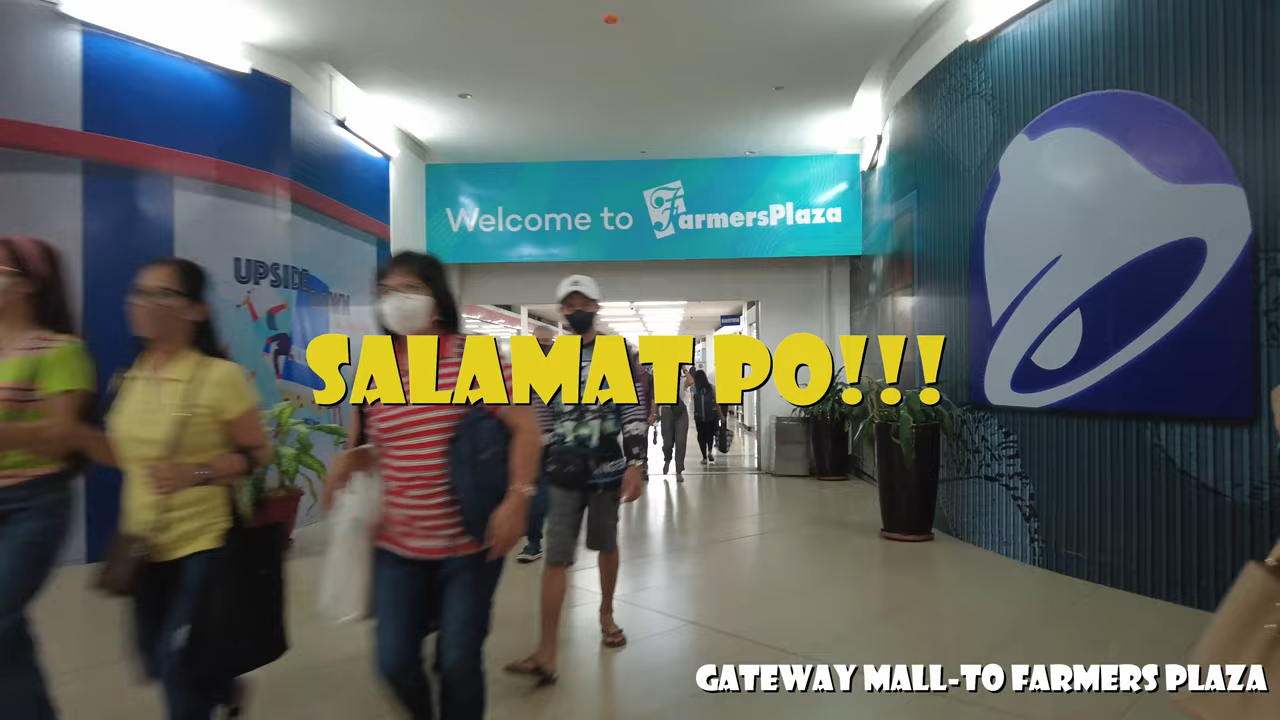 Welcome to FarmersPlaza
UPSIDE
SALAMAT PO!!!
GATEWAY MALL-TO FARMERS PLAZA